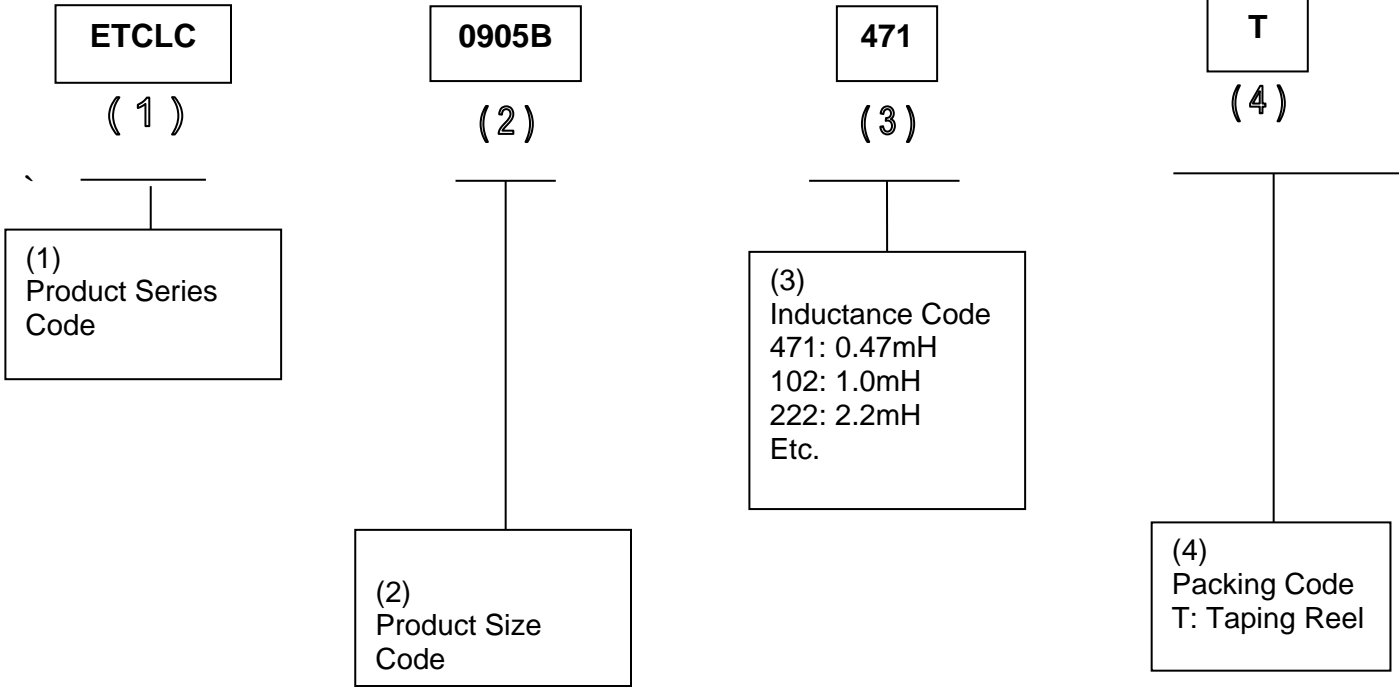 ETCLC 0905B 471 T
( 1 ) ( 2 ) ( 3 ) ( 4 )
`
(1)
Product Series
Code
(3)
Inductance Code
471: 0.47mH
102: 1.0mH
222: 2.2mH
Etc.
(2)
Product Size
Code
(4)
Packing Code
T: Taping Reel